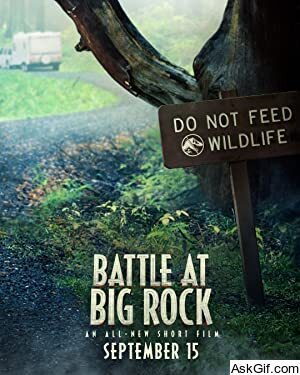 DO NOT FEED
WILDLIFE
BATTLE AT
BIG ROCK
AN ALL-NEW SHORT FILM
SEPTEMBER 15
AskGif.com